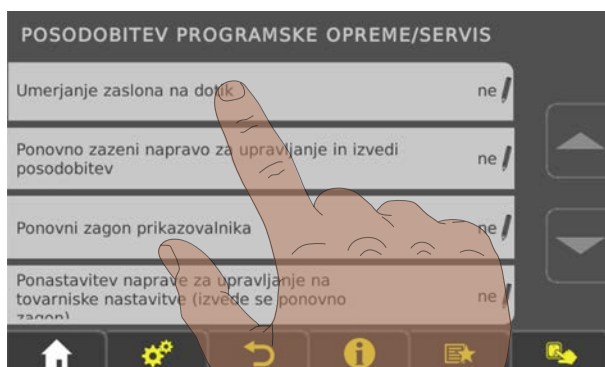 POSODOBITEV PROGRAMSKE OPREME/SERVIS
Umerjanje zaslona na dotik ne
Ponovno zazeni napravo za upravljanje in izvedi
posodobitev ne
Ponovni zagon prikazovalnika ne
Ponastavitev naprave za upravljanje na
tovarniske nastavitve (izvede se ponovno ne
zagon)